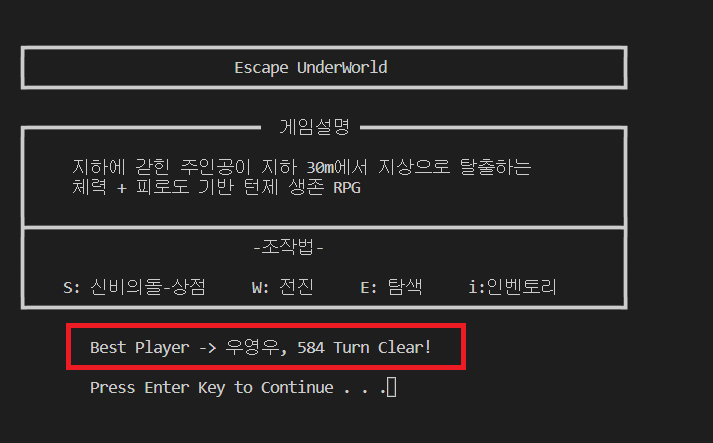 Escape UnderWorld
게임설명
지하에 갇힌 주인공이 지하 30m에서 지상으로 탈출하는
체력 + 피로도 기반 턴제 생존 RPG
-조작법-
S: 신비의돌-상점 W: 전진 E: 탐색 i:인벤토리
Best Player -> 우영우, 584 Turn Clear!
Press Enter Key to Continue . . .